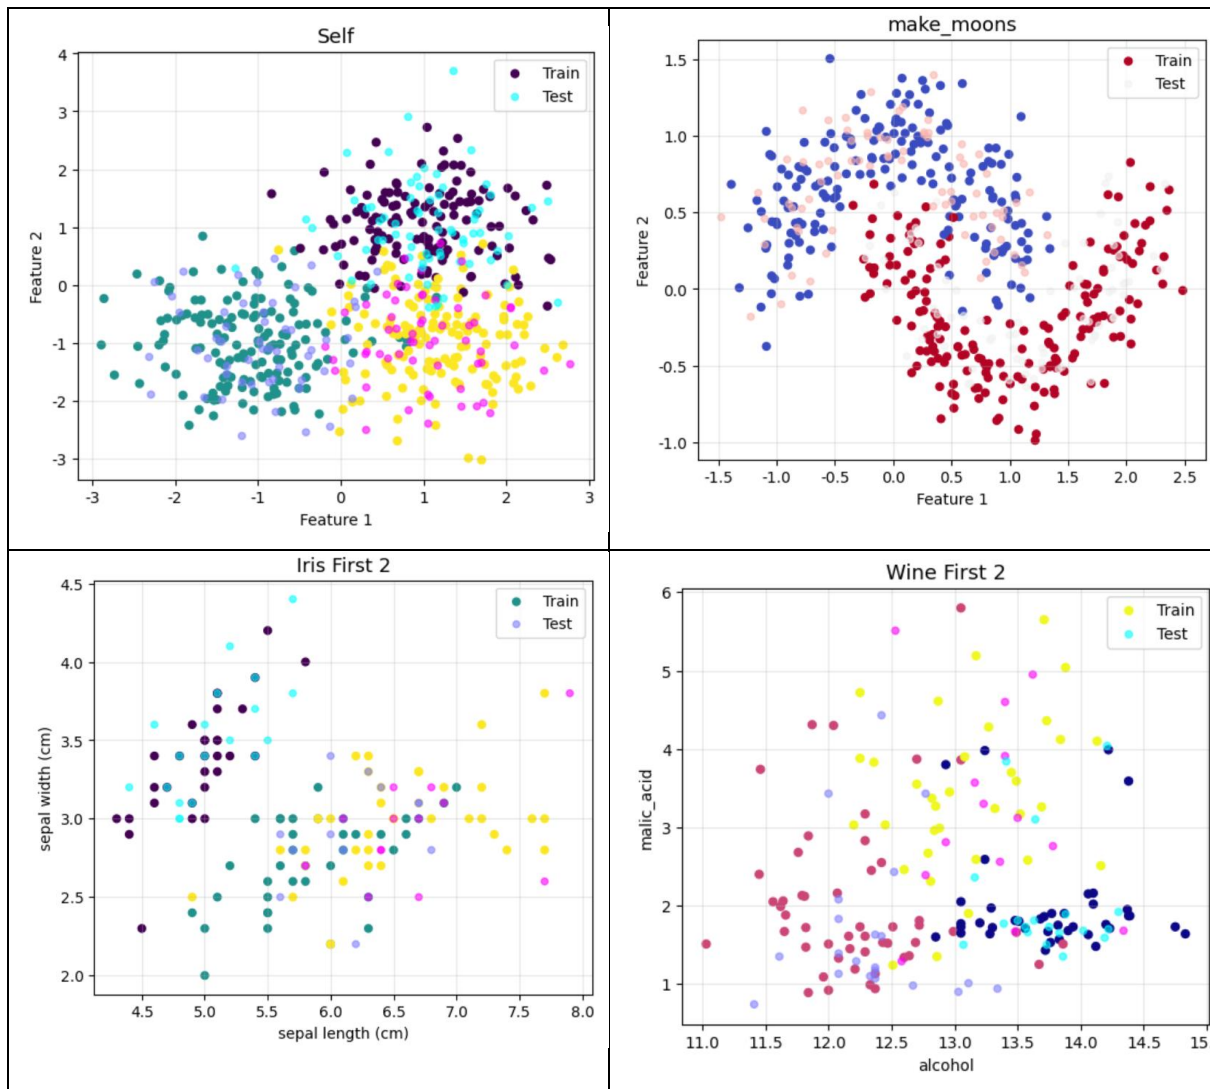 Self
4
3
2
1
0
-1
-2
-3
Feature 2
Train
Test
-3 -2 -1 0 1 2 3
Feature 1
make_moons
1.5
1.0
0.5
0.0
-0.5
-1.0
Feature 2
Train
Test
-1.5 -1.0 -0.5 0.0 0.5 1.0 1.5 2.0 2.5
Feature 1
Iris First 2
4.5
4.0
3.5
3.0
2.5
2.0
sepal width (cm)
Train
Test
4.5 5.0 5.5 6.0 6.5 7.0 7.5 8.0
sepal length (cm)
Wine First 2
6
5
4
3
2
1
malic_acid
Train
Test
11.0 11.5 12.0 12.5 13.0 13.5 14.0 14.5 15
alcohol